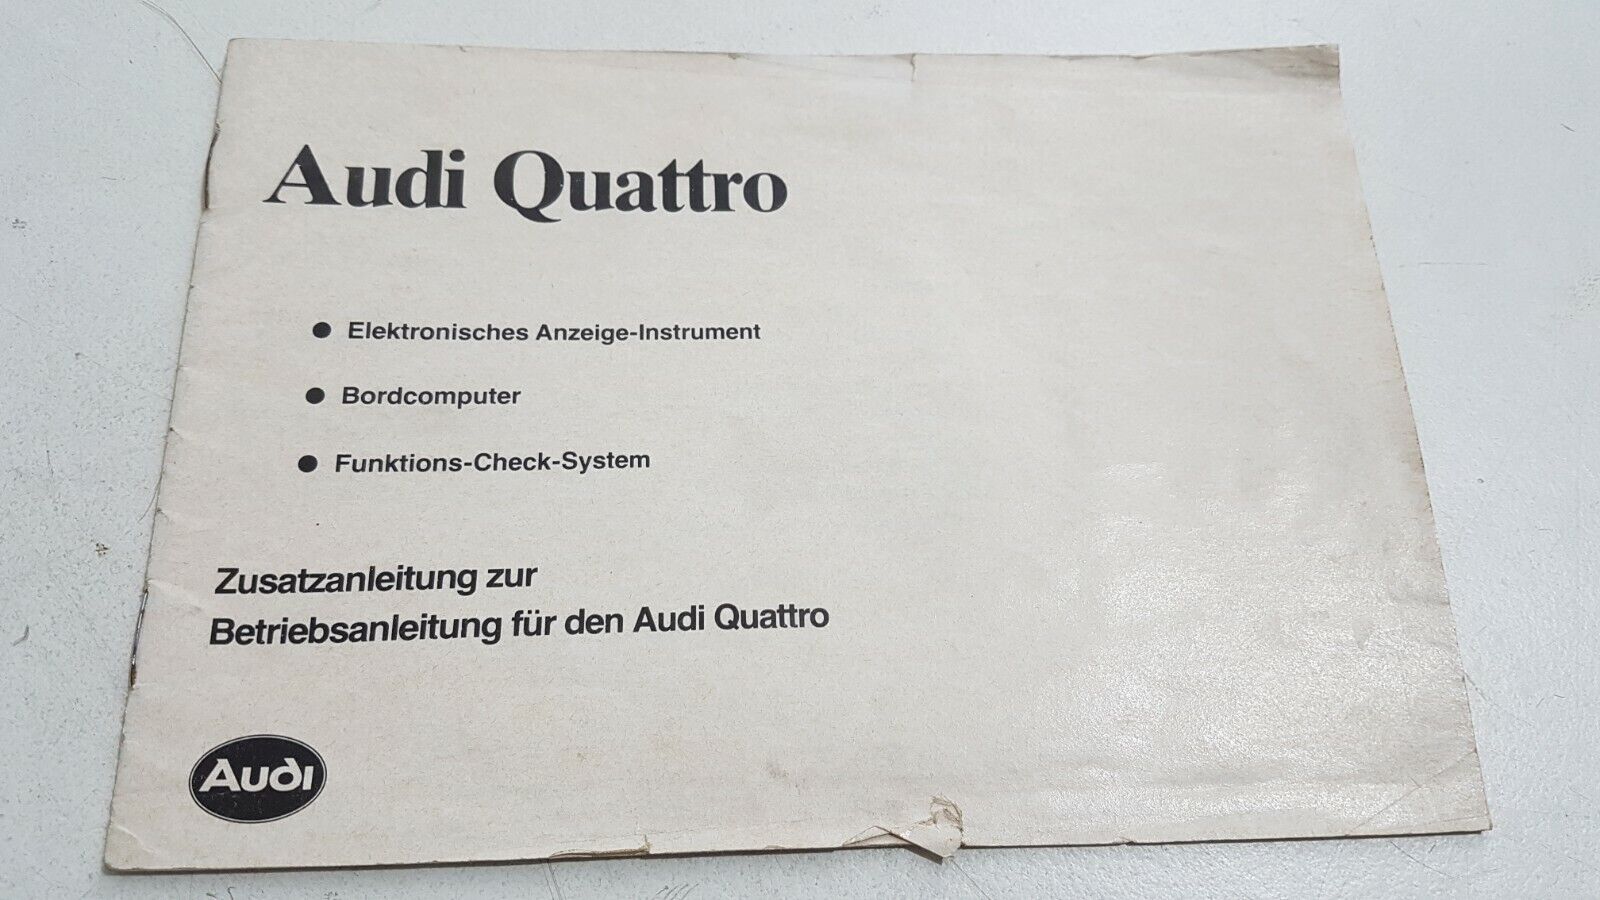 Audi Quattro
● Elektronisches Anzeige-Instrument
● Bordcomputer
● Funktions-Check-System
Zusatzanleitung zur
Betriebsanleitung für den Audi Quattro
Audi